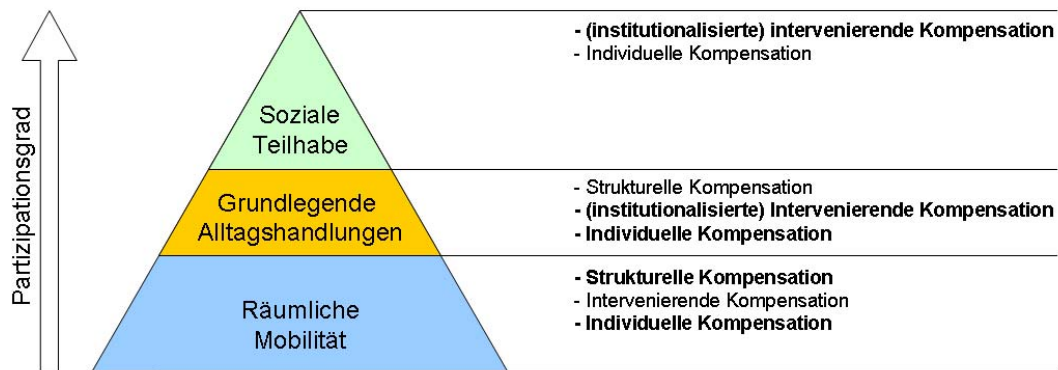 Partizipationsgrad
Soziale
Teilhabe
- (institutionalisierte) intervenierende Kompensation
- Individuelle Kompensation
Grundlegende
Alltagshandlungen
- Strukturelle Kompensation
- (institutionalisierte) Intervenierende Kompensation
- Individuelle Kompensation
Räumliche
Mobilität
- Strukturelle Kompensation
- Intervenierende Kompensation
- Individuelle Kompensation